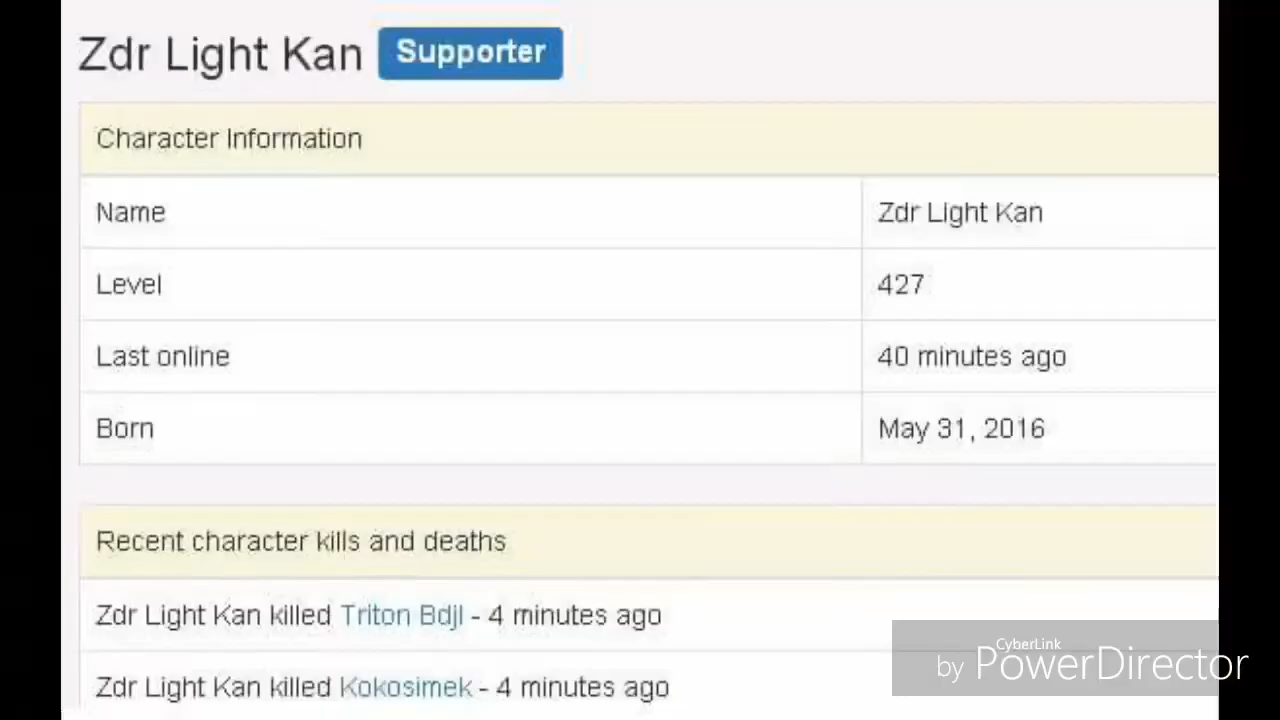 Zdr Light Kan Supporter
Character Information
Name Zdr Light Kan
Level 427
Last online 40 minutes ago
Born May 31, 2016
Recent character kills and deaths
Zdr Light Kan killed Triton Bdjl - 4 minutes ago
Zdr Light Kan killed Kokosimek - 4 minutes ago
CyberLink
by PowerDirector